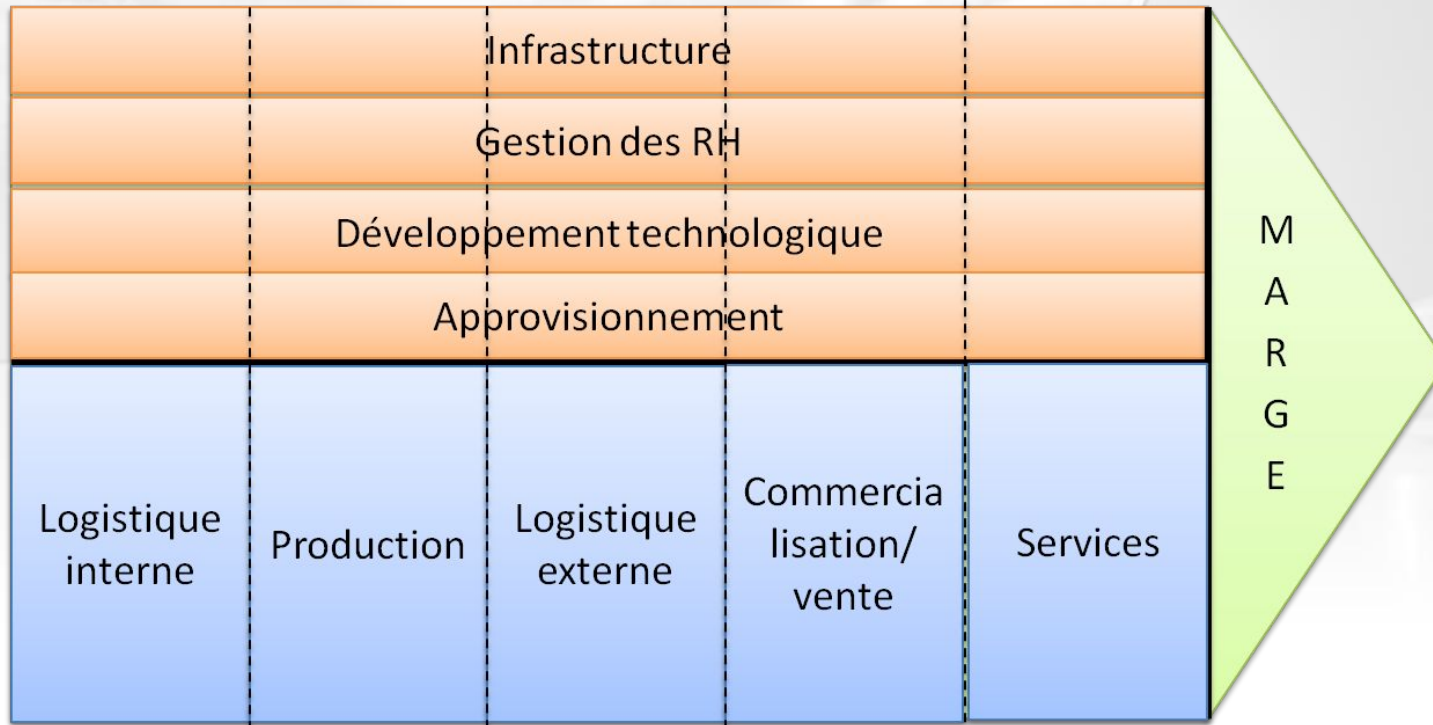 Infrastructure
Gestion des RH
Développement technologique
Approvisionnement
Logistique
interne
Production
Logistique
externe
Commercia
lisation/
vente
Services
M
A
R
G
E